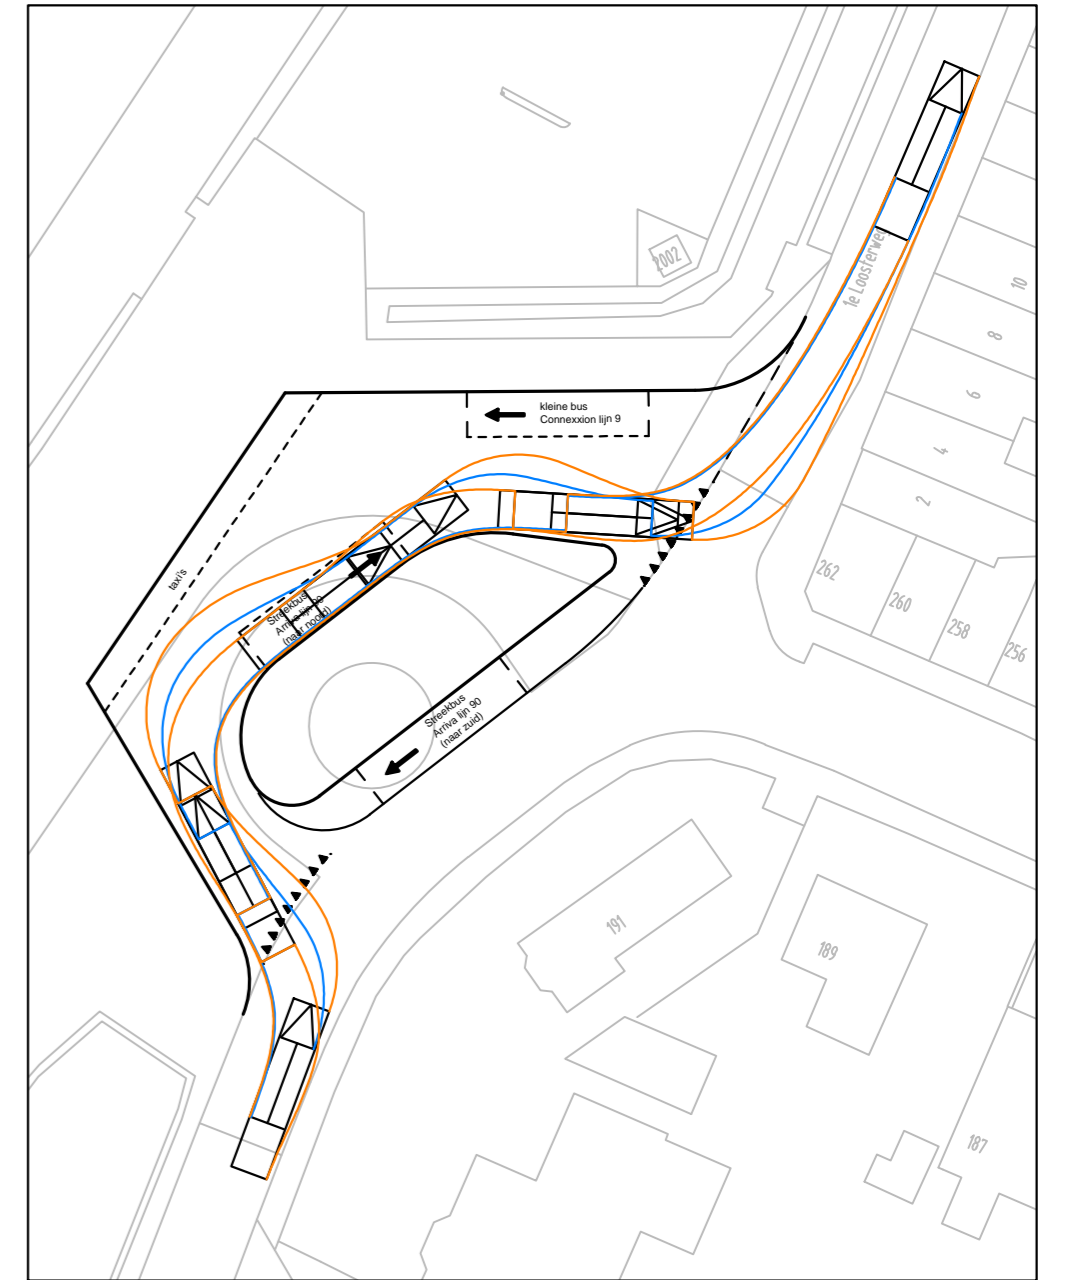 2002
1e Loosterweg
10
8
6
4
2
kleine bus
Connexxion lijn 9
taxi's
Streekbus
Arriva lijn 90
(naar noord)
262
260
258
256
Streekbus
Arriva lijn 90
(naar zuid)
191
189
187